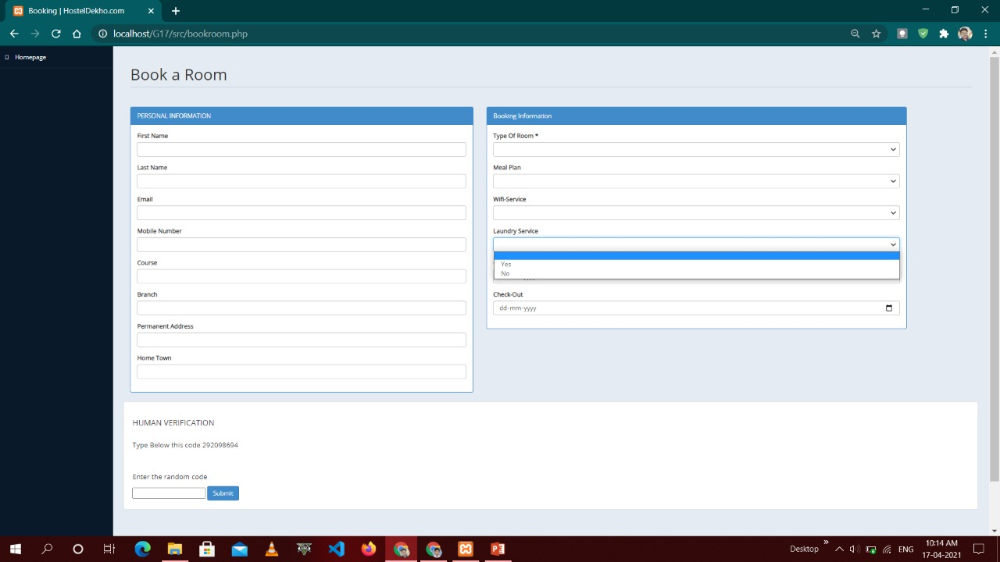 Booking | HostelDekho.com
localhost/G17/src/bookroom.php
Homepage
Book a Room
PERSONAL INFORMATION
First Name
Last Name
Email
Mobile Number
Course
Branch
Permanent Address
Home Town
Booking Information
Type Of Room *
Meal Plan
Wifi-Service
Laundry Service
Yes
No
Check-Out
dd-mm-yyyy
HUMAN VERIFICATION
Type Below this code 292098694
Enter the random code
Submit
Desktop
ENG
10:14 AM
17-04-2021